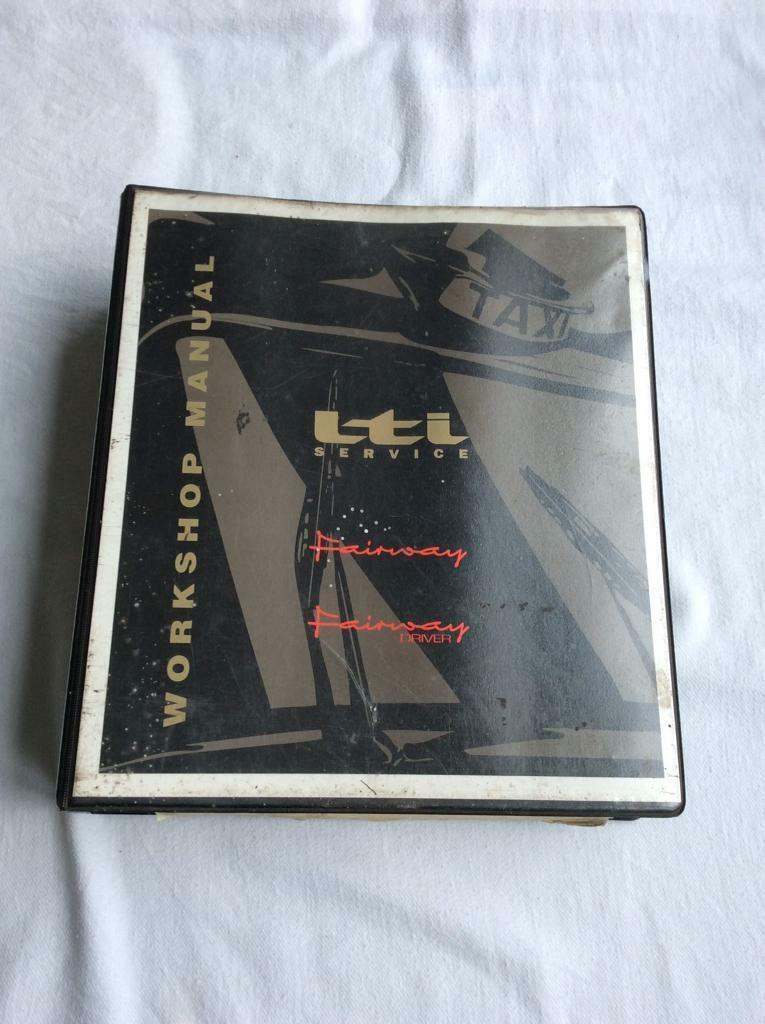 WORKSHOP MANUAL
TAXI
lti
SERVICE
Fairway
Fairway
DRIVER